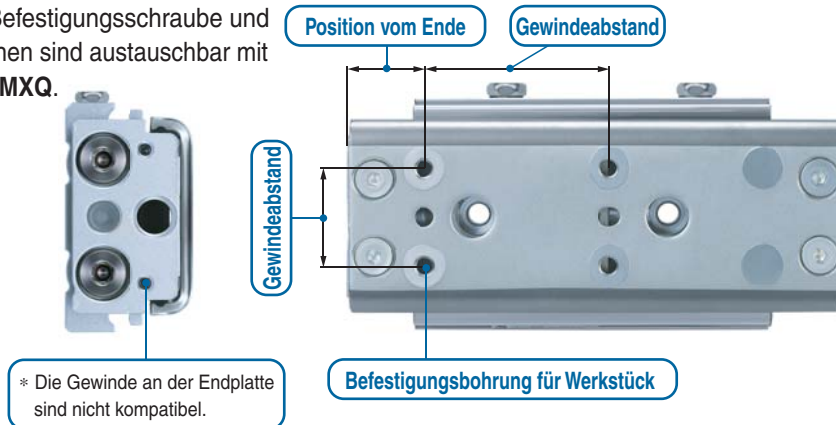 Befestigungsschraube und
nen sind austauschbar mit
MXQ.
Position vom Ende
Gewindeabstand
Gewindeabstand
Befestigungsbohrung für Werkstück
* Die Gewinde an der Endplatte
sind nicht kompatibel.